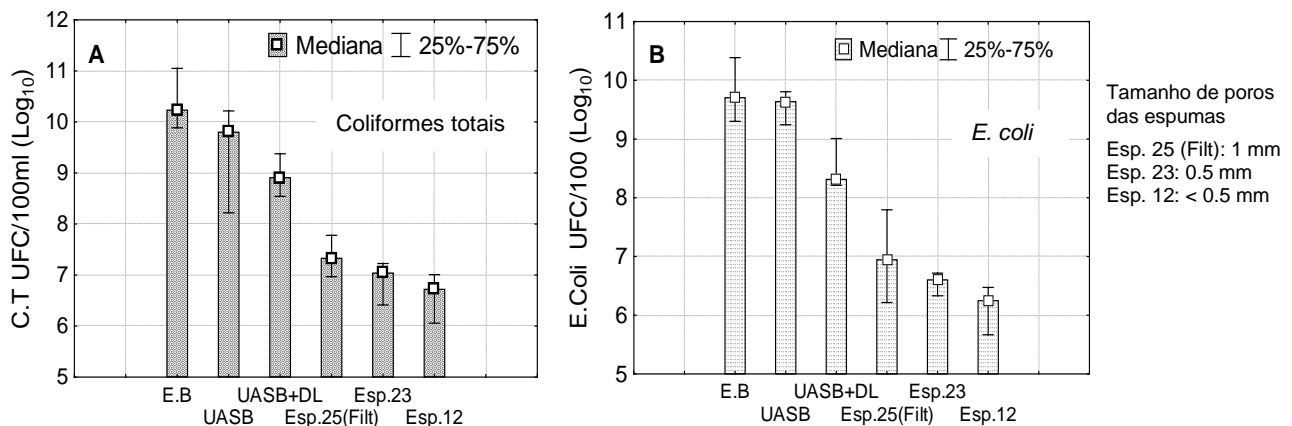 A
Mediana 25%-75%
Coliformes totais
C.T UFC/100ml (Log10)
12
11
10
9
8
7
6
5
E.B UASB+DL Esp.23
UASB Esp.25(Filt) Esp.12
B
Mediana 25%-75%
E. coli
E.Coli UFC/100 (Log10)
11
10
9
8
7
6
5
E.B UASB+DL Esp.23
UASB Esp.25(Filt) Esp.12
Tamanho de poros
das espumas
Esp. 25 (Filt): 1 mm
Esp. 23: 0.5 mm
Esp. 12: < 0.5 mm